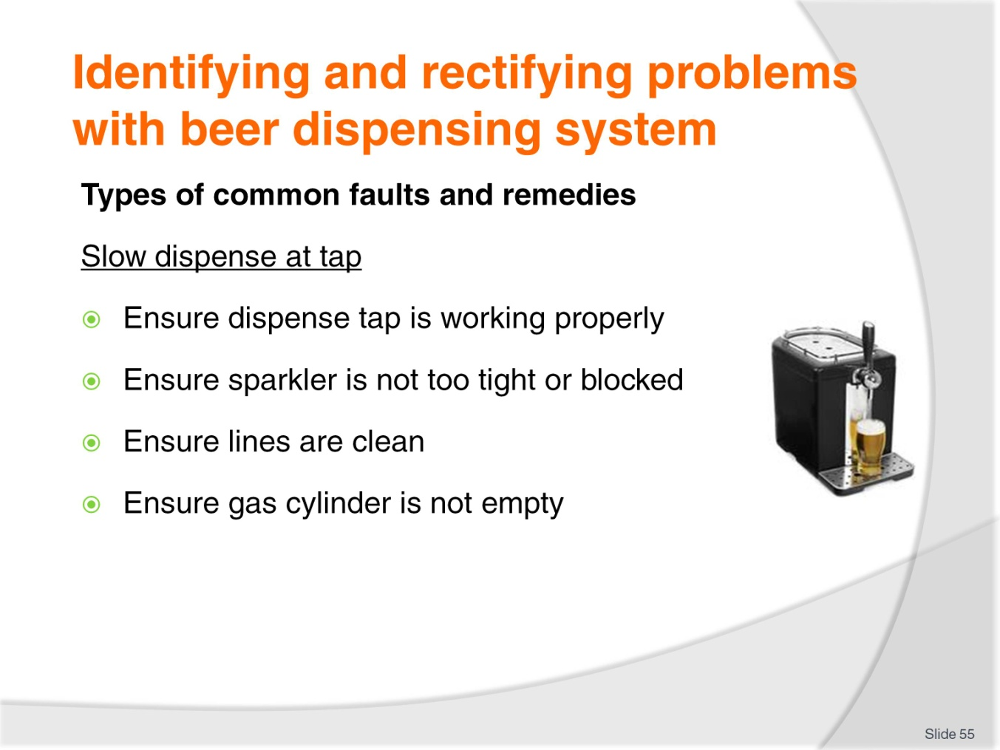 Identifying and rectifying problems
with beer dispensing system
Types of common faults and remedies
Slow dispense at tap
Ensure dispense tap is working properly
Ensure sparkler is not too tight or blocked
Ensure lines are clean
Ensure gas cylinder is not empty
Slide 55